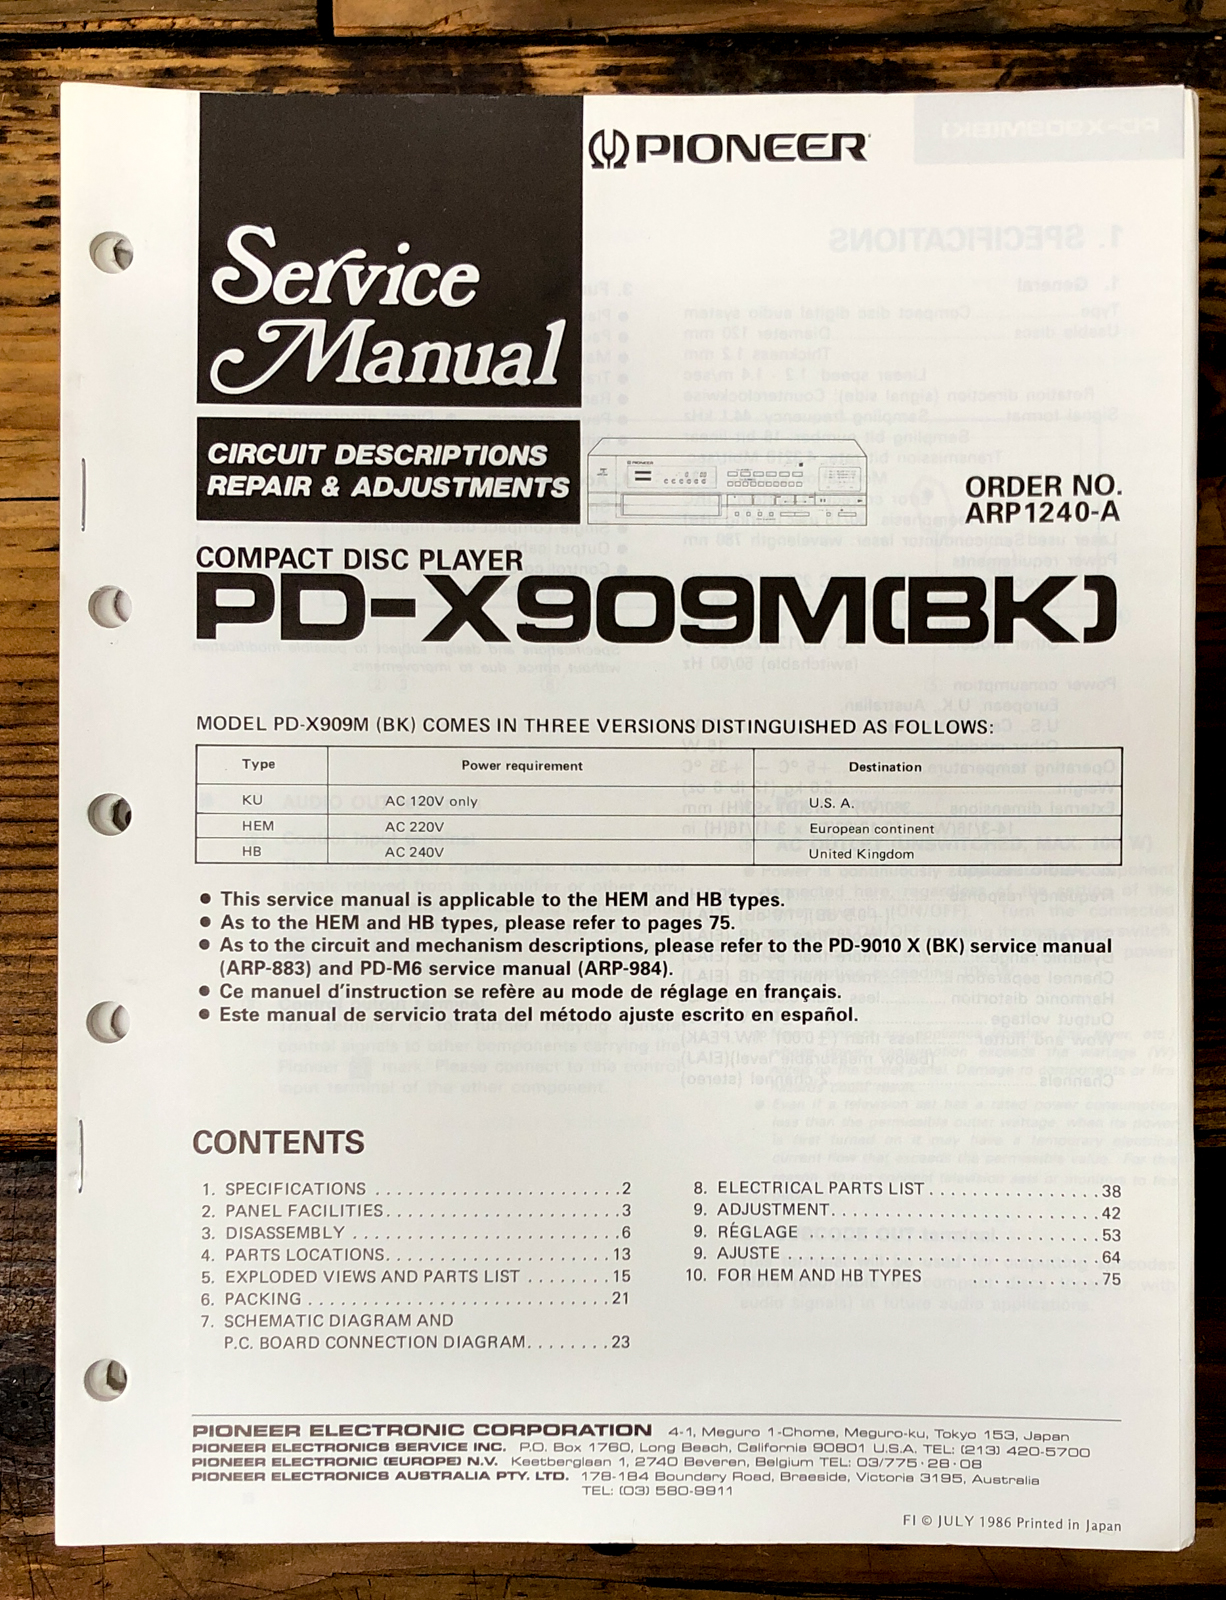 PIONEER
Service
Manual
CIRCUIT DESCRIPTIONS
REPAIR & ADJUSTMENTS
ORDER NO.
ARP1240-A
COMPACT DISC PLAYER
PD-X909M(BK)
MODEL PD-X909M (BK) COMES IN THREE VERSIONS DISTINGUISHED AS FOLLOWS:
Type Power requirement Destination
KU AC 120V only U.S. A.
HEM AC 220V European continent
HB AC 240V United Kingdom
● This service manual is applicable to the HEM and HB types.
● As to the HEM and HB types, please refer to pages 75.
● As to the circuit and mechanism descriptions, please refer to the PD-9010 X (BK) service manual
(ARP-883) and PD-M6 service manual (ARP-984).
● Ce manuel d'instruction se refère au mode de réglage en français.
● Este manual de servicio trata del método ajuste escrito en español.
CONTENTS
1. SPECIFICATIONS . . . . . . . . . . . . . . . . . . . . . . . 2
2. PANEL FACILITIES . . . . . . . . . . . . . . . . . . . . . . 3
3. DISASSEMBLY . . . . . . . . . . . . . . . . . . . . . . . . . 6
4. PARTS LOCATIONS . . . . . . . . . . . . . . . . . . . . . 13
5. EXPLODED VIEWS AND PARTS LIST . . . . . . . . 15
6. PACKING . . . . . . . . . . . . . . . . . . . . . . . . . . . . 21
7. SCHEMATIC DIAGRAM AND
P.C. BOARD CONNECTION DIAGRAM . . . . . . . . 23
8. ELECTRICAL PARTS LIST . . . . . . . . . . . . . . . . 38
9. ADJUSTMENT . . . . . . . . . . . . . . . . . . . . . . . . . 42
9. RÉGLAGE . . . . . . . . . . . . . . . . . . . . . . . . . . . 53
9. AJUSTE . . . . . . . . . . . . . . . . . . . . . . . . . . . . 64
10. FOR HEM AND HB TYPES . . . . . . . . . . . . 75
PIONEER ELECTRONIC CORPORATION 4-1, Meguro 1-Chome, Meguro-ku, Tokyo 153, Japan
PIONEER ELECTRONICS SERVICE INC. P.O. Box 1760, Long Beach, California 90801 U.S.A. TEL: (213) 420-5700
PIONEER ELECTRONIC (EUROPE) N.V. Keetberglaan 1, 2740 Beveren, Belgium TEL: 03/775·28·08
PIONEER ELECTRONICS AUSTRALIA PTY. LTD. 178-184 Boundary Road, Braeside, Victoria 3195, Australia
TEL: (03) 580-9911
FI © JULY 1986 Printed in Japan